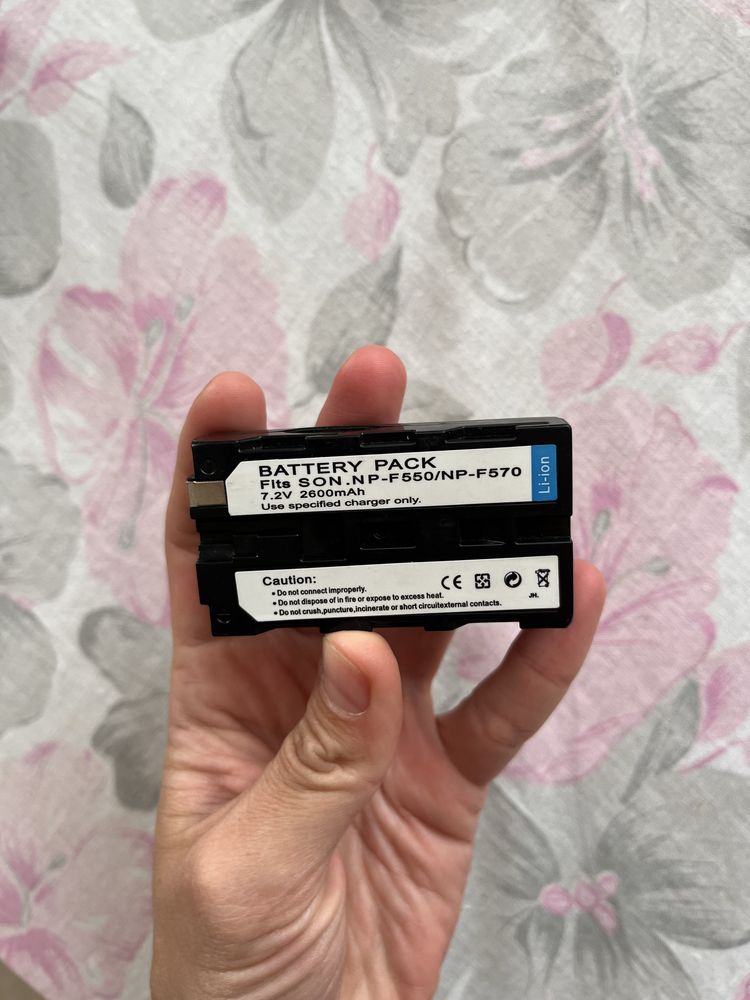 BATTERY PACK
Fits SON.NP-F550/NP-F570
7.2V 2600mAh
Use specified charger only.
Li-ion
Caution:
• Do not connect improperly.
• Do not dispose of in fire or expose to excess heat.
• Do not crush,puncture,incinerate or short circuitexternal contacts.
CE
JH.